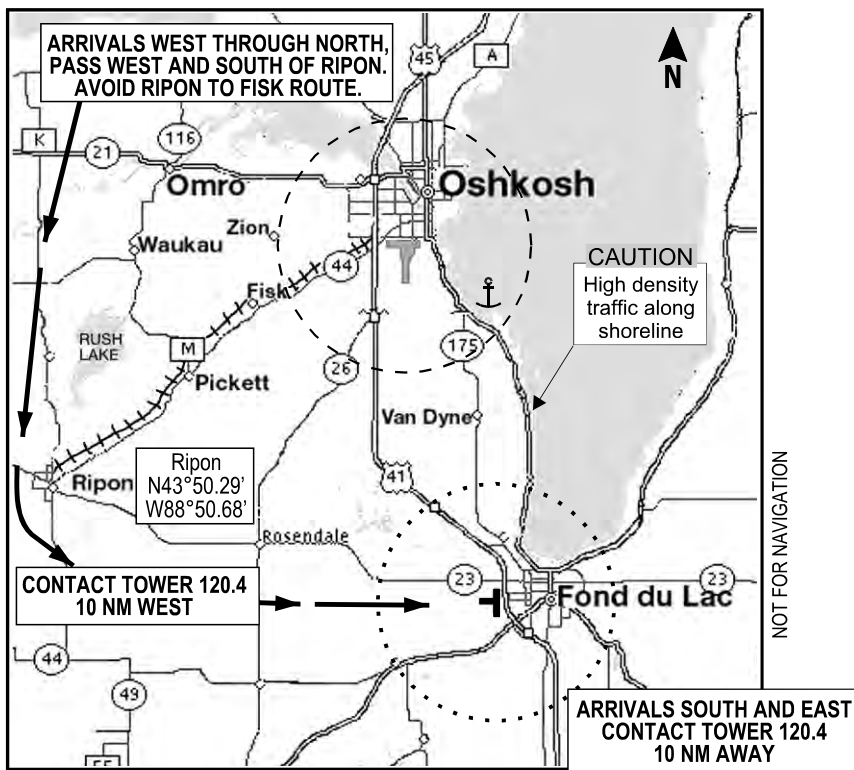 ARRIVALS WEST THROUGH NORTH,
PASS WEST AND SOUTH OF RIPON.
AVOID RIPON TO FISK ROUTE.
45
A
N
K
116
21
Omro
Oshkosh
Zion
Waukau
44
Fisk
CAUTION
High density
traffic along
shoreline
RUSH
LAKE
M
175
26
Pickett
Van Dyne
41
Ripon
Ripon
N43°50.29'
W88°50.68'
Rosendale
NOT FOR NAVIGATION
CONTACT TOWER 120.4
10 NM WEST
23
Fond du Lac
23
44
49
ARRIVALS SOUTH AND EAST
CONTACT TOWER 120.4
10 NM AWAY